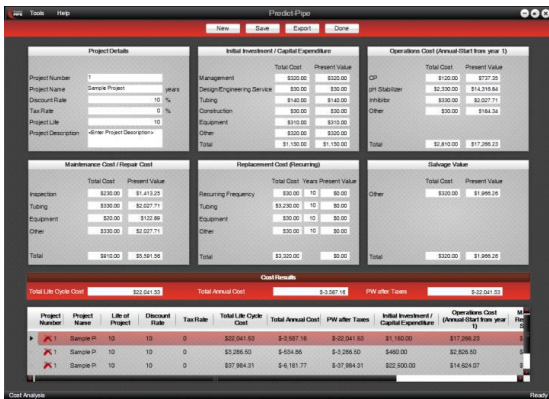 PIPE Tools Help Predict-Pipe
New Save Export Done
Project Details
Project Number 1
Project Name Sample Project years
Discount Rate 10 %
Tax Rate 0 %
Project Life 10
Project Description <Enter Project Description>
Initial Investment / Capital Expenditure
Total Cost Present Value
Management $320.00 $320.00
Design/Engineering Service $30.00 $30.00
Tubing $140.00 $140.00
Construction $30.00 $30.00
Equipment $310.00 $310.00
Other $320.00 $320.00
Total $1,150.00 $1,150.00
Operations Cost (Annual-Start from year 1)
Total Cost Present Value
CP $120.00 $737.35
pH Stabilizer $2,330.00 $14,316.84
Inhibitor $330.00 $2,027.71
Other $30.00 $184.34
Total $2,810.00 $17,266.23
Maintenance Cost / Repair Cost
Total Cost Present Value
Inspection $230.00 $1,413.25
Tubing $330.00 $2,027.71
Equipment $20.00 $122.89
Other $330.00 $2,027.71
Total $910.00 $5,591.56
Replacement Cost (Recurring)
Total Cost Years Present Value
Recurring Frequency $30.00 10 $0.00
Tubing $3,230.00 10 $0.00
Equipment $30.00 10 $0.00
Other $30.00 10 $0.00
Total $3,320.00 $0.00
Salvage Value
Total Cost Present Value
Other $320.00 $1,966.26
Total $320.00 $1,966.26
Cost Results
Total Life Cycle Cost $22,041.53 Total Annual Cost $-3,587.16 PW after Taxes $-22,041.53
Project Number Project Name Life of Project Discount Rate Tax Rate Total Life Cycle Cost Total Annual Cost PW after Taxes Initial Investment / Capital Expenditure Operations Cost (Annual-Start from year 1)
1 Sample P 10 10 0 $22,041.53 $-3,587.16 $-22,041.53 $1,150.00 $17,266.23
1 Sample P 10 10 0 $3,286.50 $-534.86 $-3,286.50 $460.00 $2,826.50
1 Sample P 10 10 0 $37,984.31 $-6,181.77 $-37,984.31 $22,500.00 $14,624.07
Cost Analysis Ready